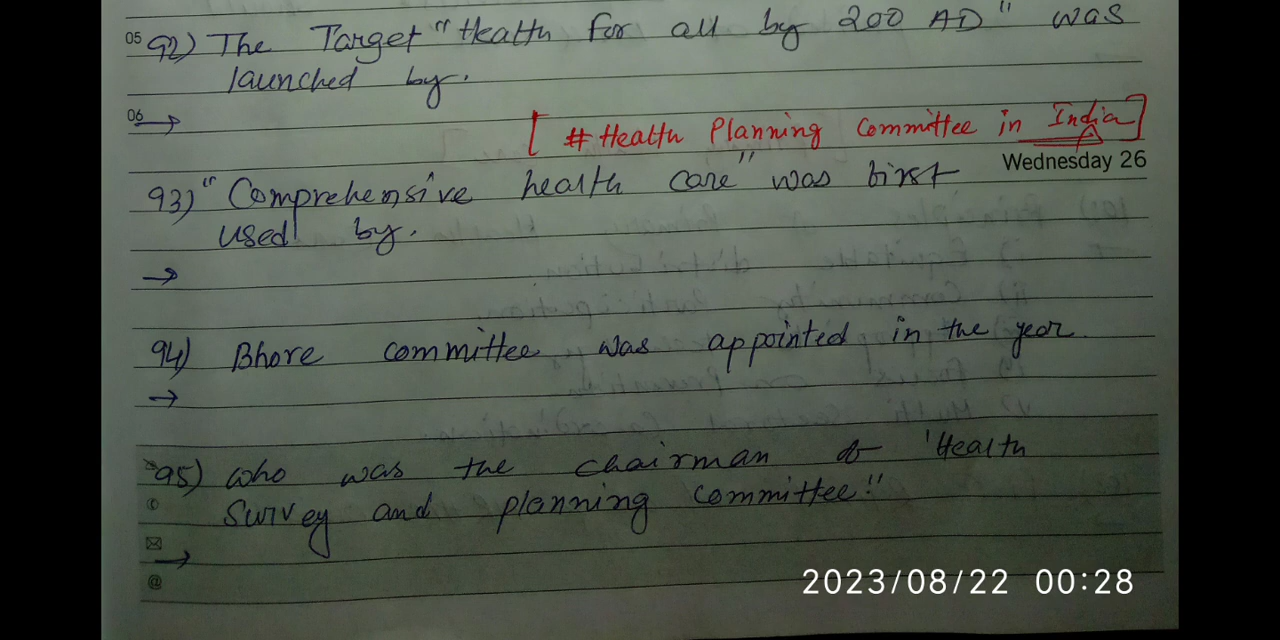 05 92) The Target "Health for all by 200 AD" was
launched by.
06 →
[ # Health Planning Committee in India ]
Wednesday 26
93) "Comprehensive health care" was first
used by.
→
94) Bhore committee was appointed in the year.
→
95) Who was the chairman of 'Health
Survey and planning committee."
→
@
2023/08/22 00:28